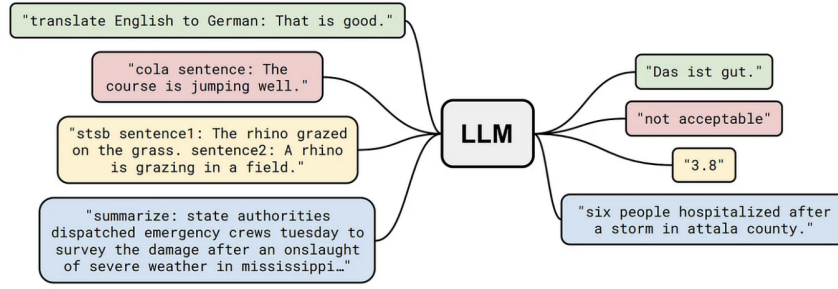 "translate English to German: That is good."
"cola sentence: The
course is jumping well."
"stsb sentence1: The rhino grazed
on the grass. sentence2: A rhino
is grazing in a field."
"summarize: state authorities
dispatched emergency crews tuesday to
survey the damage after an onslaught
of severe weather in mississippi…"
LLM
"Das ist gut."
"not acceptable"
"3.8"
"six people hospitalized after
a storm in attala county."